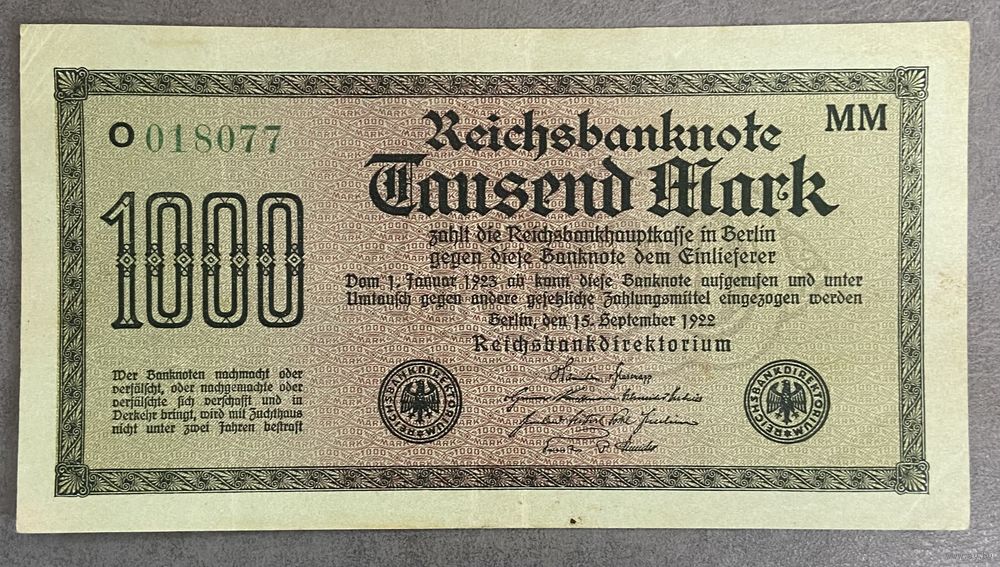 O 018077
MM
Reichsbanknote
Tausend Mark
1000
zahlt die Reichsbankhauptkasse in Berlin
gegen diese Banknote dem Einlieferer
Vom 1. Januar 1923 ab kann diese Banknote aufgerufen und unter
Umtausch gegen andere gesetzliche Zahlungsmittel eingezogen werden
Berlin, den 15. September 1922
Reichsbankdirektorium
Wer Banknoten nachmacht oder
verfälscht, oder nachgemachte oder
verfälschte sich verschafft und in
Verkehr bringt, wird mit Zuchthaus
nicht unter zwei Jahren bestraft
REICHSBANKDIREKTORIUM
REICHSBANKDIREKTORIUM